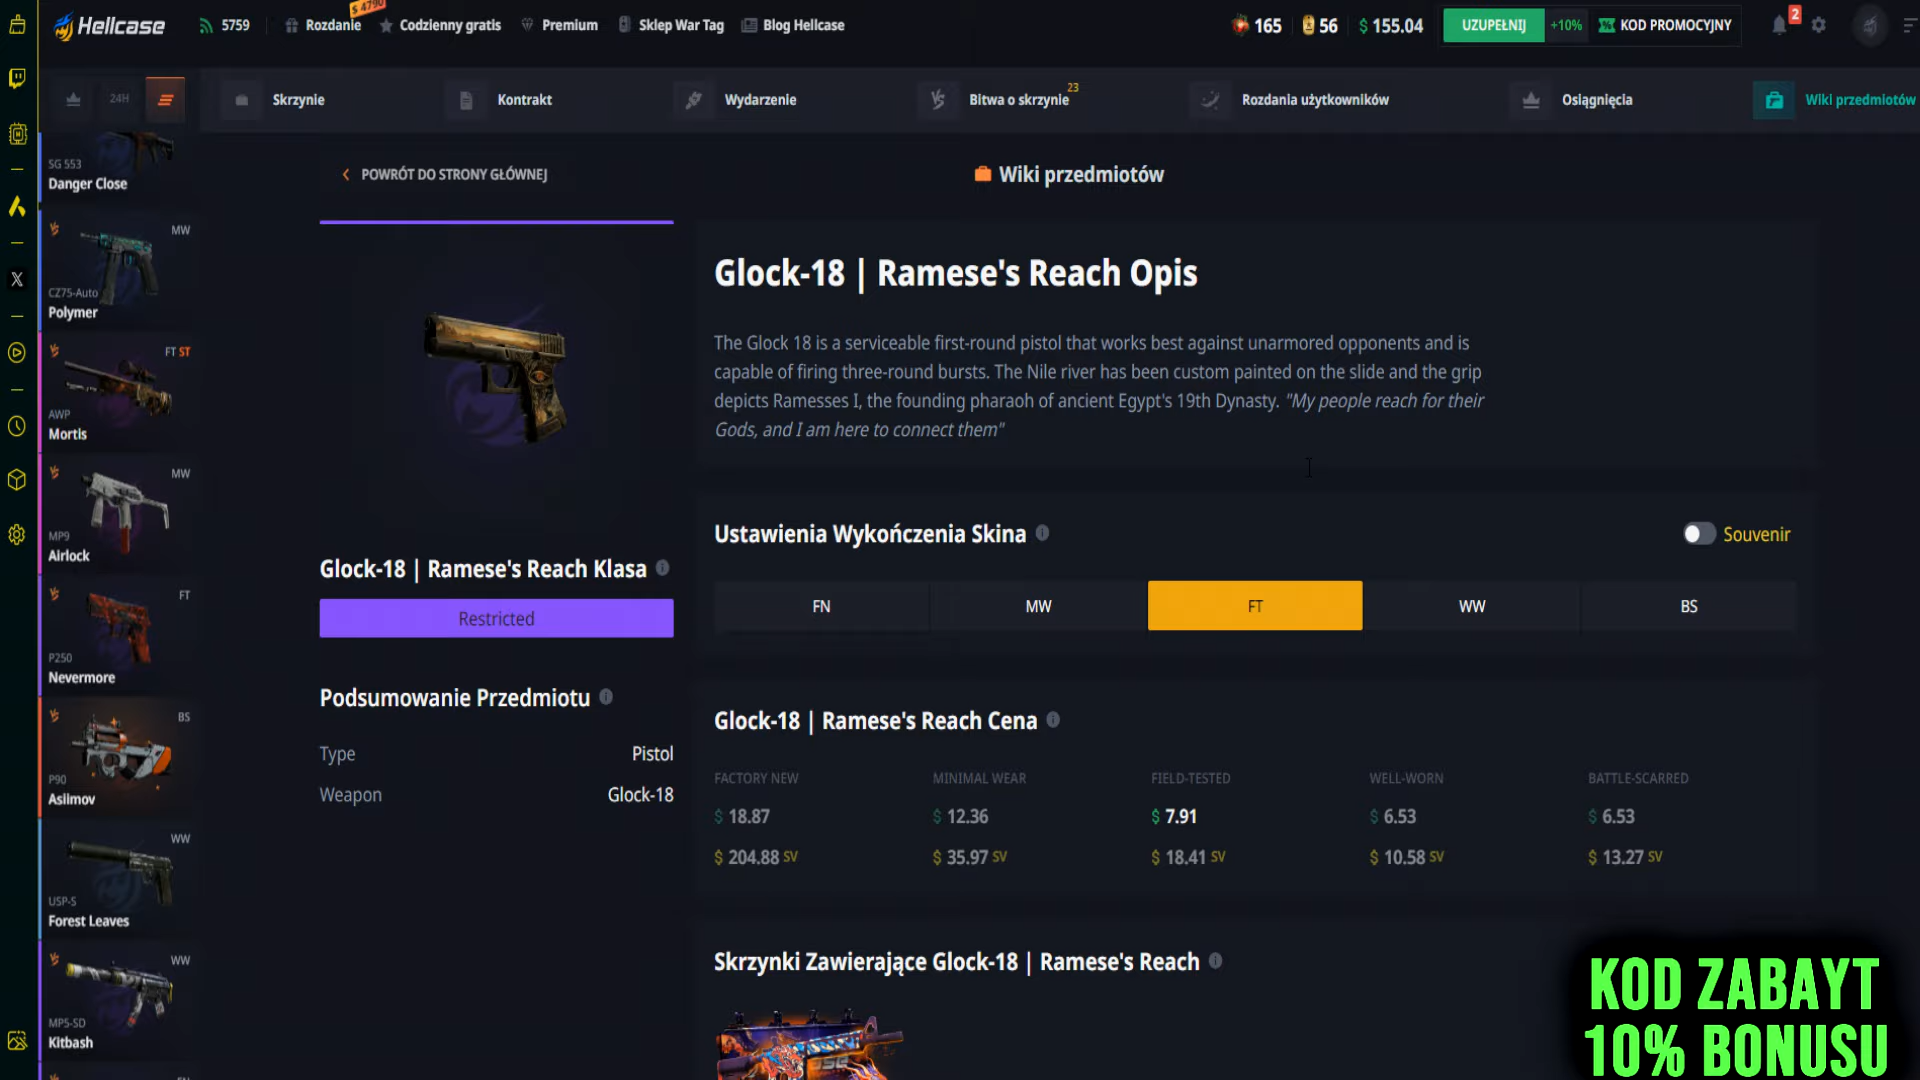 Hellcase
5759
Rozdanie
$ 4790
Codzienny gratis
Premium
Sklep War Tag
Blog Hellcase
165
56
$ 155.04
UZUPEŁNIJ
+10%
KOD PROMOCYJNY
2
24H
Skrzynie
Kontrakt
Wydarzenie
Bitwa o skrzynie
23
Rozdania użytkowników
Osiągnięcia
Wiki przedmiotów
SG 553
Danger Close
MW
CZ75-Auto
Polymer
FT ST
AWP
Mortis
MW
MP9
Airlock
FT
P250
Nevermore
BS
P90
Asiimov
WW
USP-S
Forest Leaves
WW
MP5-SD
Kitbash
POWRÓT DO STRONY GŁÓWNEJ
Wiki przedmiotów
Glock-18 | Ramese's Reach Klasa
Restricted
Podsumowanie Przedmiotu
Type
Pistol
Weapon
Glock-18
Glock-18 | Ramese's Reach Opis
The Glock 18 is a serviceable first-round pistol that works best against unarmored opponents and is
capable of firing three-round bursts. The Nile river has been custom painted on the slide and the grip
depicts Ramesses I, the founding pharaoh of ancient Egypt's 19th Dynasty. "My people reach for their
Gods, and I am here to connect them"
Ustawienia Wykończenia Skina
Souvenir
FN
MW
FT
WW
BS
Glock-18 | Ramese's Reach Cena
FACTORY NEW
MINIMAL WEAR
FIELD-TESTED
WELL-WORN
BATTLE-SCARRED
$ 18.87
$ 12.36
$ 7.91
$ 6.53
$ 6.53
$ 204.88 SV
$ 35.97 SV
$ 18.41 SV
$ 10.58 SV
$ 13.27 SV
Skrzynki Zawierające Glock-18 | Ramese's Reach
KOD ZABAYT
10% BONUSU